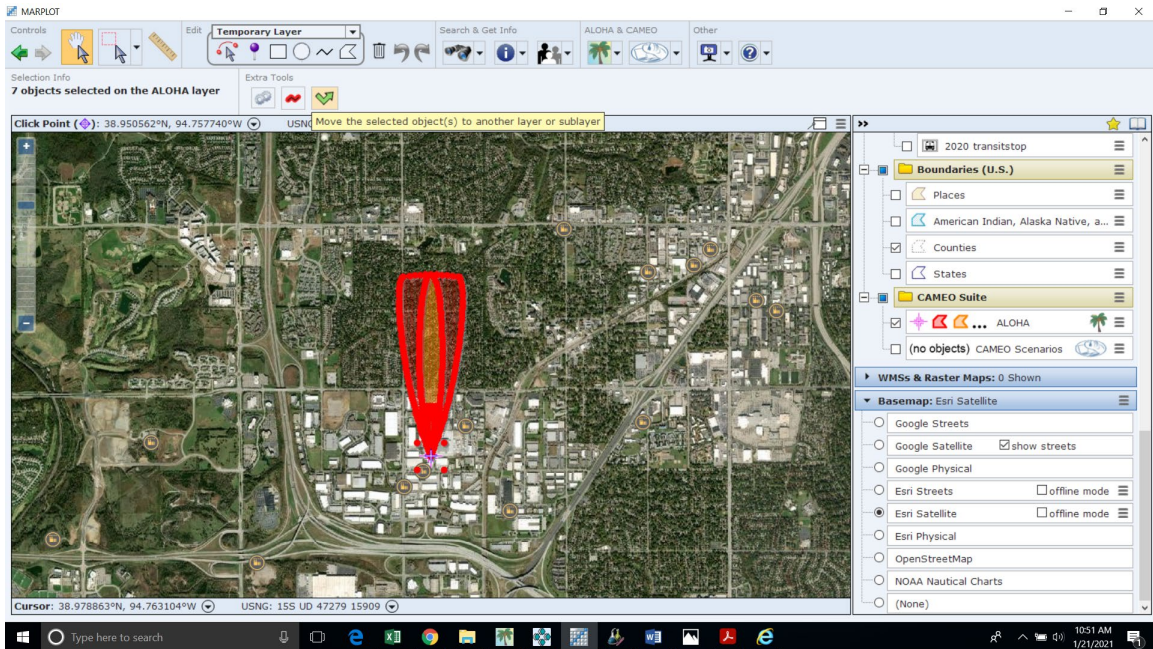 MARPLOT
Controls
Edit
Temporary Layer
Search & Get Info
ALOHA & CAMEO
Other
Selection Info
7 objects selected on the ALOHA layer
Extra Tools
Click Point ( ): 38.950562°N, 94.757740°W
USNG
Move the selected object(s) to another layer or sublayer
2020 transitstop
Boundaries (U.S.)
Places
American Indian, Alaska Native, a...
Counties
States
CAMEO Suite
... ALOHA
(no objects) CAMEO Scenarios
WMSs & Raster Maps: 0 Shown
Basemap: Esri Satellite
Google Streets
Google Satellite show streets
Google Physical
Esri Streets offline mode
Esri Satellite offline mode
Esri Physical
OpenStreetMap
NOAA Nautical Charts
(None)
Cursor: 38.978863°N, 94.763104°W USNG: 15S UD 47279 15909
Type here to search
10:51 AM
1/21/2021